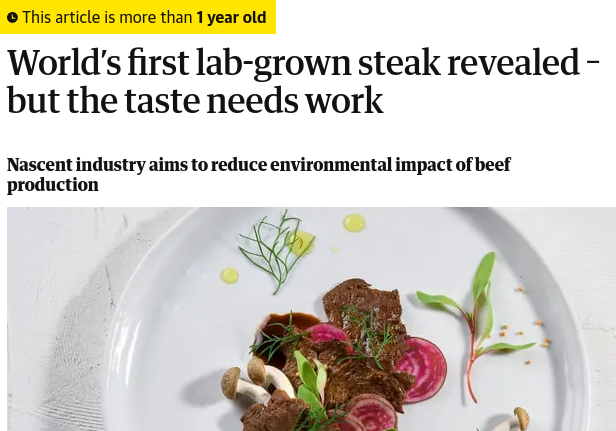 This article is more than 1 year old
World's first lab-grown steak revealed –
but the taste needs work
Nascent industry aims to reduce environmental impact of beef
production